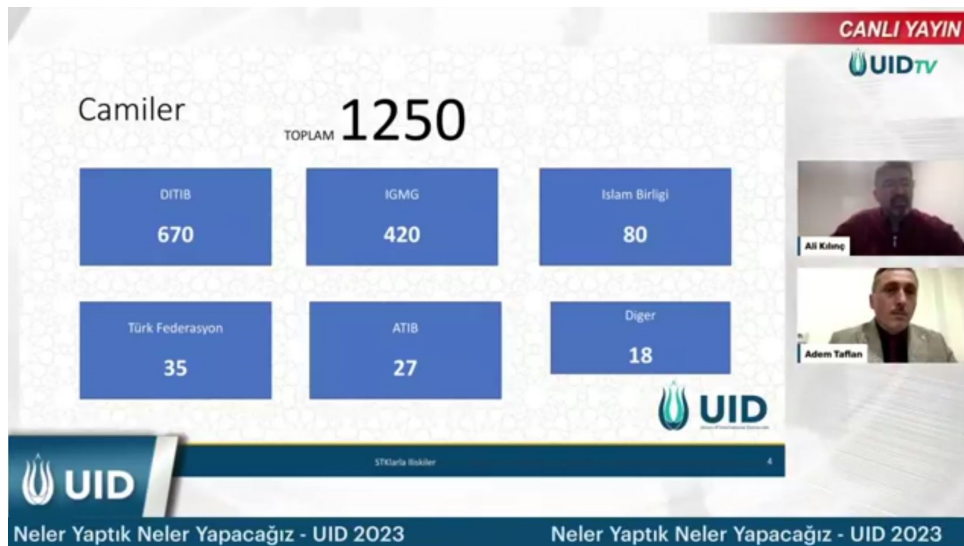 CANLI YAYIN
UIDTV
Camiler
TOPLAM 1250
DITIB
670
IGMG
420
Islam Birligi
80
Türk Federasyon
35
ATIB
27
Diger
18
Ali Kılınç
Adem Taflan
UID
STKlarla Iliskiler
4
UID
Neler Yaptık Neler Yapacağız - UID 2023
Neler Yaptık Neler Yapacağız - UID 2023